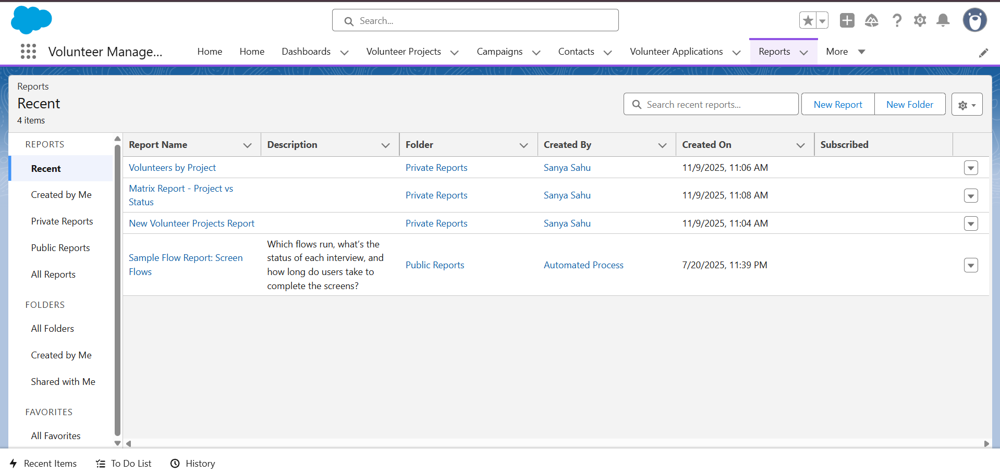 Search...
Volunteer Manage... Home Home Dashboards Volunteer Projects Campaigns Contacts Volunteer Applications Reports More
Reports
Recent
4 items
Search recent reports... New Report New Folder
REPORTS
Recent
Created by Me
Private Reports
Public Reports
All Reports
FOLDERS
All Folders
Created by Me
Shared with Me
FAVORITES
All Favorites
Report Name Description Folder Created By Created On Subscribed
Volunteers by Project Private Reports Sanya Sahu 11/9/2025, 11:06 AM
Matrix Report - Project vs
Status
Private Reports Sanya Sahu 11/9/2025, 11:08 AM
New Volunteer Projects Report Private Reports Sanya Sahu 11/9/2025, 11:04 AM
Sample Flow Report: Screen
Flows
Which flows run, what’s the
status of each interview, and
how long do users take to
complete the screens?
Public Reports Automated Process 7/20/2025, 11:39 PM
Recent Items To Do List History